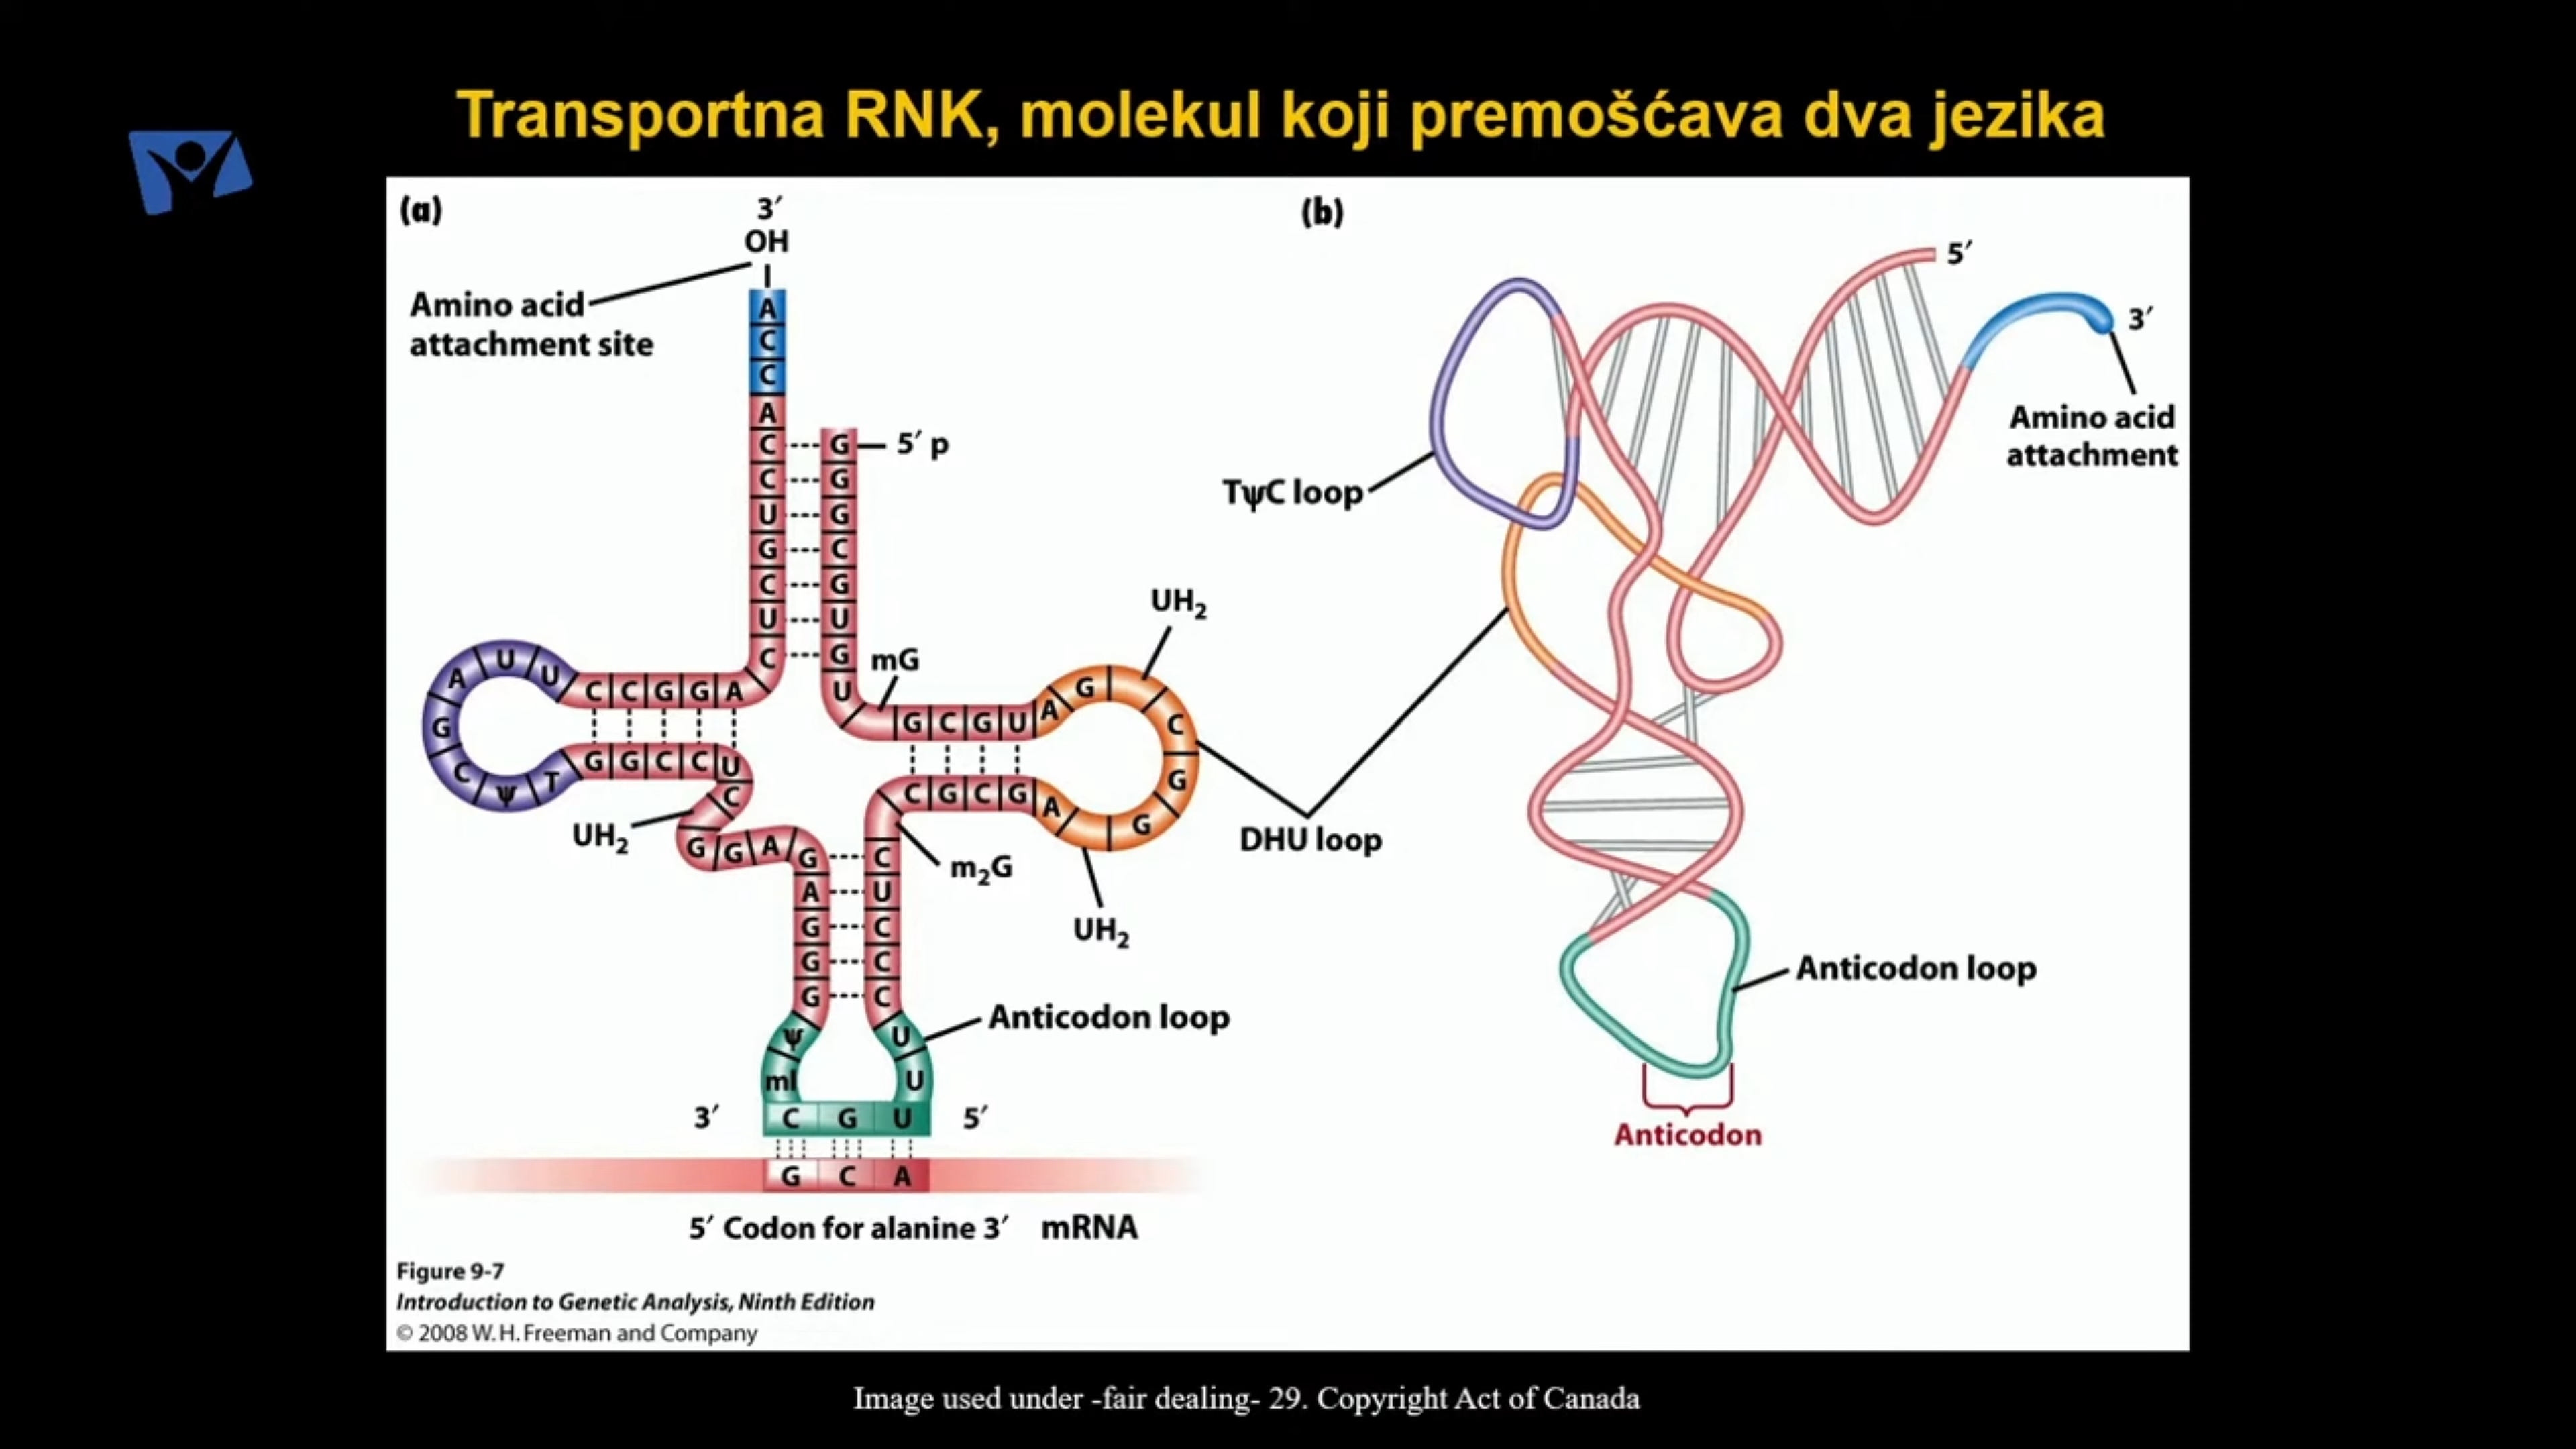 Transportna RNK, molekul koji premošćava dva jezika
(a)
3′
OH
Amino acid
attachment site
A
C
C
A
C
C
U
G
C
U
C
G
G
G
C
G
U
G
U
5′ p
mG
A U U C C G G A
G
C ψ T G G C C U
C
UH₂
G G A G
A
G
G
G
G C G U A G
UH₂
C
G
G
C G C G A
UH₂
m₂G
C
U
C
C
C
DHU loop
Anticodon loop
ψ
mI
U
U
3′ C G U 5′
G C A
5′ Codon for alanine 3′ mRNA
(b)
5′
3′
Amino acid
attachment
TψC loop
Anticodon loop
Anticodon
Figure 9-7
Introduction to Genetic Analysis, Ninth Edition
© 2008 W. H. Freeman and Company
Image used under -fair dealing- 29. Copyright Act of Canada